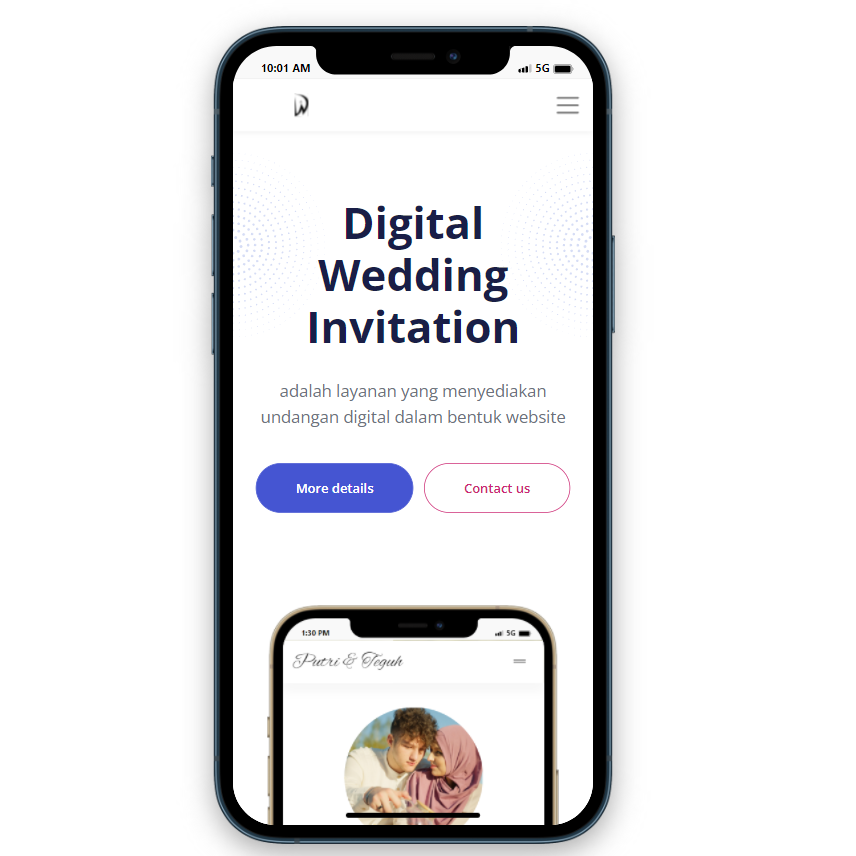 10:01 AM 5G
Digital
Wedding
Invitation
adalah layanan yang menyediakan
undangan digital dalam bentuk website
More details Contact us
1:30 PM 5G
Putri & Teguh